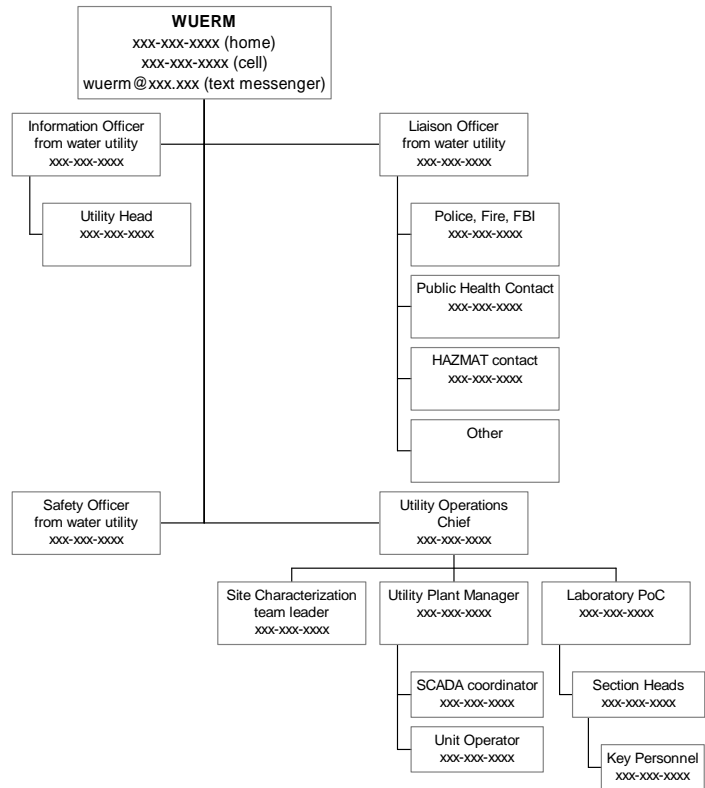 WUERM
xxx-xxx-xxxx (home)
xxx-xxx-xxxx (cell)
wuerm@xxx.xxx (text messenger)
Information Officer
from water utility
xxx-xxx-xxxx
Liaison Officer
from water utility
xxx-xxx-xxxx
Utility Head
xxx-xxx-xxxx
Police, Fire, FBI
xxx-xxx-xxxx
Public Health Contact
xxx-xxx-xxxx
HAZMAT contact
xxx-xxx-xxxx
Other
Safety Officer
from water utility
xxx-xxx-xxxx
Utility Operations
Chief
xxx-xxx-xxxx
Site Characterization
team leader
xxx-xxx-xxxx
Utility Plant Manager
xxx-xxx-xxxx
Laboratory PoC
xxx-xxx-xxxx
SCADA coordinator
xxx-xxx-xxxx
Unit Operator
xxx-xxx-xxxx
Section Heads
xxx-xxx-xxxx
Key Personnel
xxx-xxx-xxxx